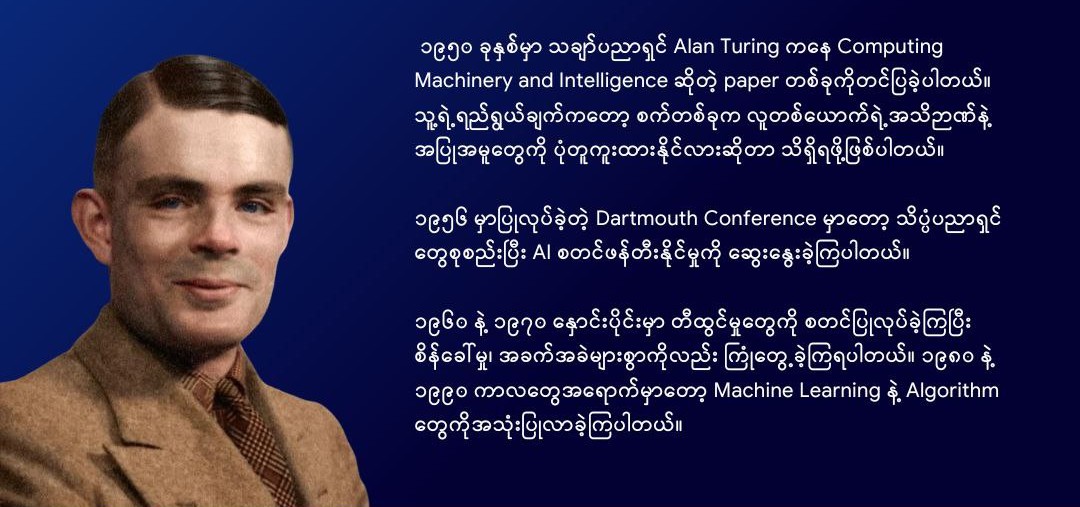 ၁၉၅၀ ခုနှစ်မှာ သချာ်ပညာရှင် Alan Turing ကနေ Computing
Machinery and Intelligence ဆိုတဲ့ paper တစ်ခုကိုတင်ပြခဲ့ပါတယ်။
သူ့ရဲ့ရည်ရွယ်ချက်ကတော့ စက်တစ်ခုက လူတစ်ယောက်ရဲ့အသိဉာဏ်နဲ့
အပြုအမူတွေကို ပုံတူကူးထားနိုင်လားဆိုတာ သိရှိရဖို့ဖြစ်ပါတယ်။
၁၉၅၆ မှာပြုလုပ်ခဲ့တဲ့ Dartmouth Conference မှာတော့ သိပ္ပံပညာရှင်
တွေစုစည်းပြီး AI စတင်ဖန်တီးနိုင်မှုကို ဆွေးနွေးခဲ့ကြပါတယ်။
၁၉၆၀ နဲ့ ၁၉၇၀ နှောင်းပိုင်းမှာ တီထွင်မှုတွေကို စတင်ပြုလုပ်ခဲ့ကြပြီး
စိန်ခေါ်မှု၊ အခက်အခဲများစွာကိုလည်း ကြုံတွေ့ခဲ့ကြရပါတယ်။ ၁၉၈၀ နဲ့
၁၉၉၀ ကာလတွေအရောက်မှာတော့ Machine Learning နဲ့ Algorithm
တွေကိုအသုံးပြုလာခဲ့ကြပါတယ်။